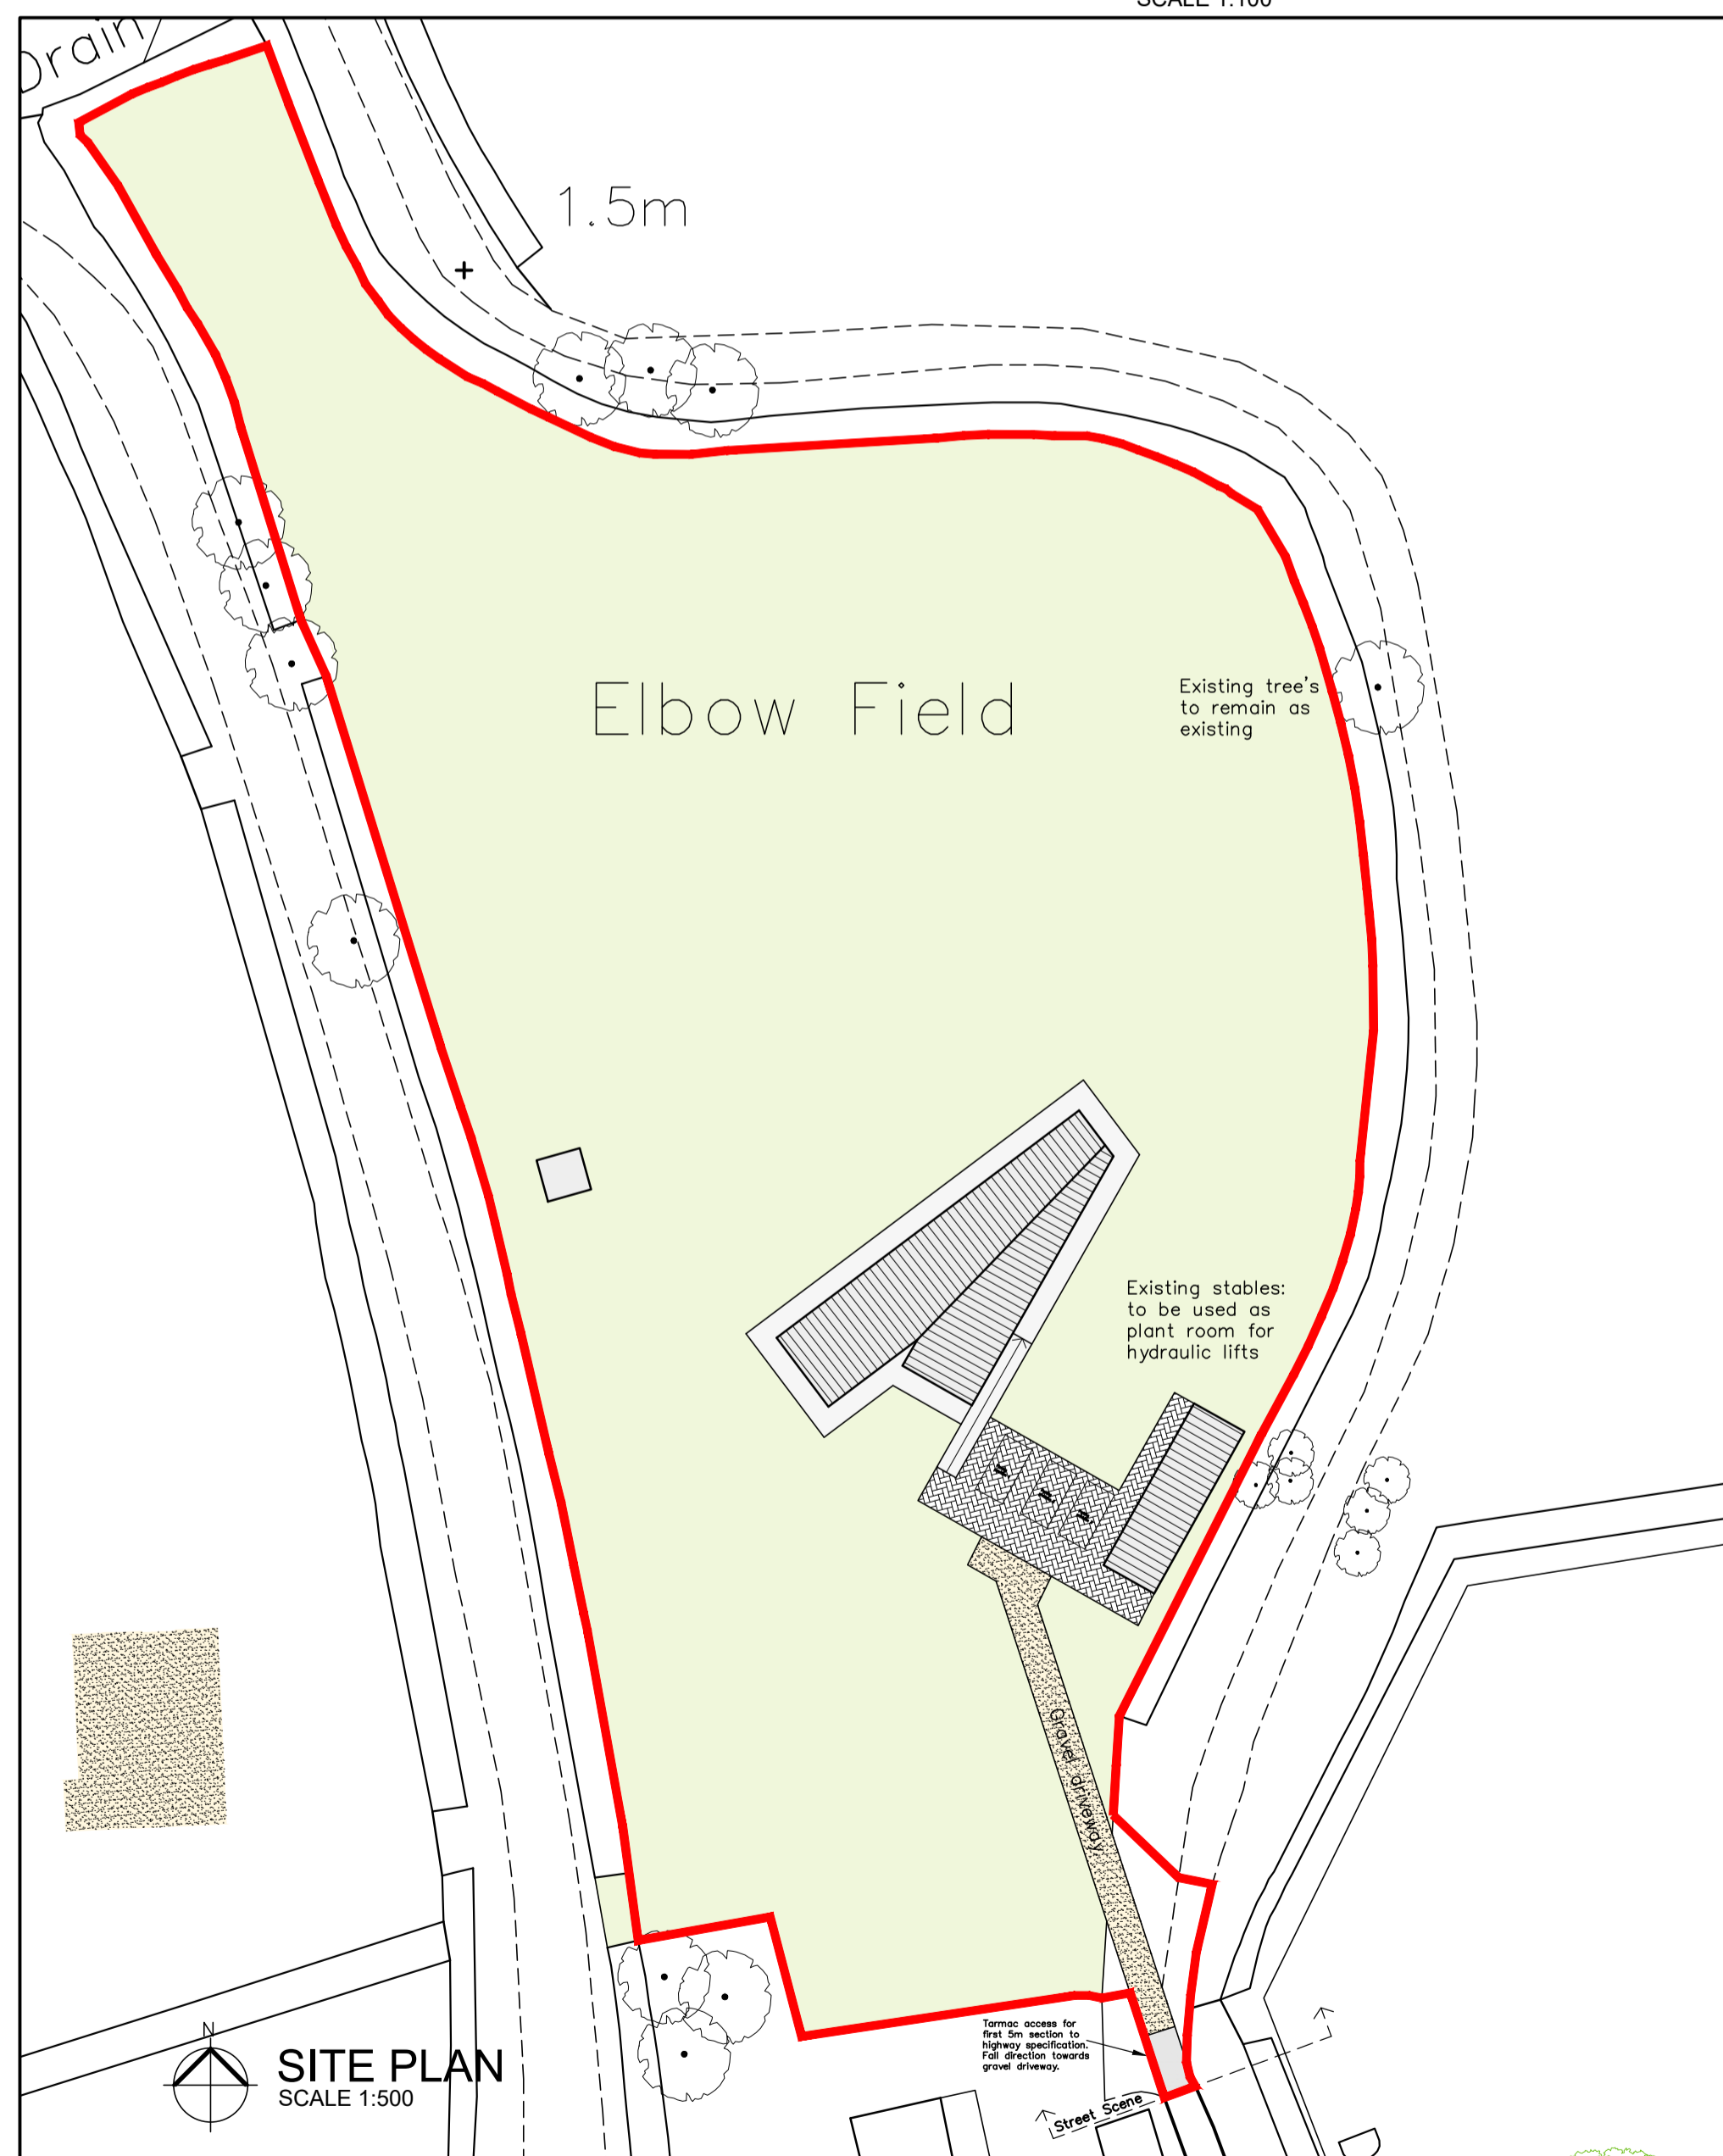 SCALE 1:100
Drain
1.5m
Elbow Field
Existing tree's
to remain as
existing
Existing stables:
to be used as
plant room for
hydraulic lifts
Gravel driveway
Tarmac access for
first 5m section to
highway specification.
Fall direction towards
gravel driveway.
Street Scene
N
SITE PLAN
SCALE 1:500